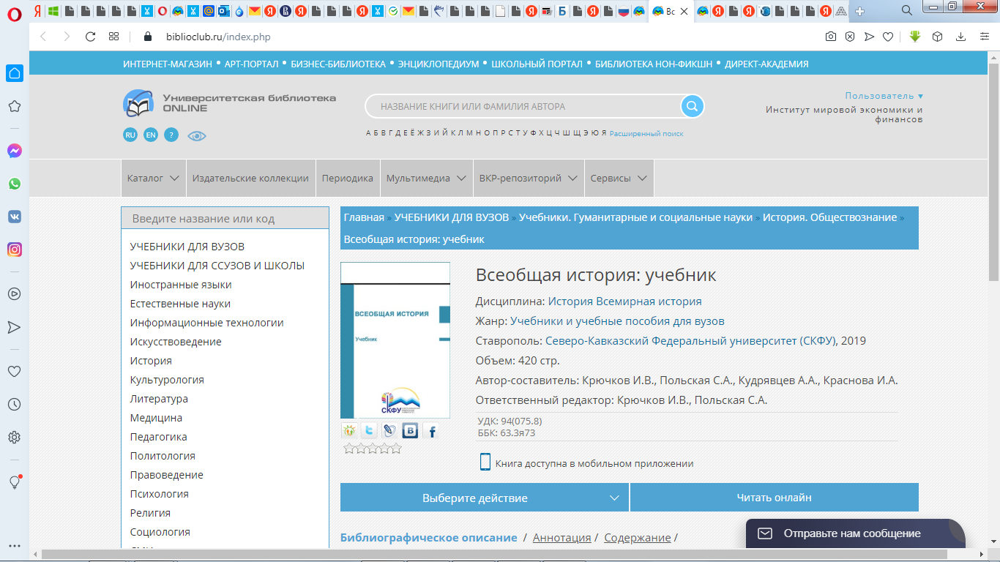 Вс
biblioclub.ru/index.php
ИНТЕРНЕТ-МАГАЗИН • АРТ-ПОРТАЛ • БИЗНЕС-БИБЛИОТЕКА • ЭНЦИКЛОПЕДИУМ • ШКОЛЬНЫЙ ПОРТАЛ • БИБЛИОТЕКА НОН-ФИКШН • ДИРЕКТ-АКАДЕМИЯ
Университетская библиотека
ONLINE
НАЗВАНИЕ КНИГИ ИЛИ ФАМИЛИЯ АВТОРА
Пользователь ▾
Институт мировой экономики и
финансов
RU EN ?
А Б В Г Д Е Ё Ж З И Й К Л М Н О П Р С Т У Ф Х Ц Ч Ш Щ Э Ю Я Расширенный поиск
Каталог Издательские коллекции Периодика Мультимедиа ВКР-репозиторий Сервисы
Введите название или код
УЧЕБНИКИ ДЛЯ ВУЗОВ
УЧЕБНИКИ ДЛЯ ССУЗОВ И ШКОЛЫ
Иностранные языки
Естественные науки
Информационные технологии
Искусствоведение
История
Культурология
Литература
Медицина
Педагогика
Политология
Правоведение
Психология
Религия
Социология
Главная » УЧЕБНИКИ ДЛЯ ВУЗОВ » Учебники. Гуманитарные и социальные науки » История. Обществознание »
Всеобщая история: учебник
ВСЕОБЩАЯ ИСТОРИЯ
Учебник
СКФУ
Всеобщая история: учебник
Дисциплина: История Всемирная история
Жанр: Учебники и учебные пособия для вузов
Ставрополь: Северо-Кавказский Федеральный университет (СКФУ), 2019
Объем: 420 стр.
Автор-составитель: Крючков И.В., Польская С.А., Кудрявцев А.А., Краснова И.А.
Ответственный редактор: Крючков И.В., Польская С.А.
УДК: 94(075.8)
ББК: 63.3я73
Книга доступна в мобильном приложении
Выберите действие
Читать онлайн
Библиографическое описание / Аннотация / Содержание /
Отправьте нам сообщение